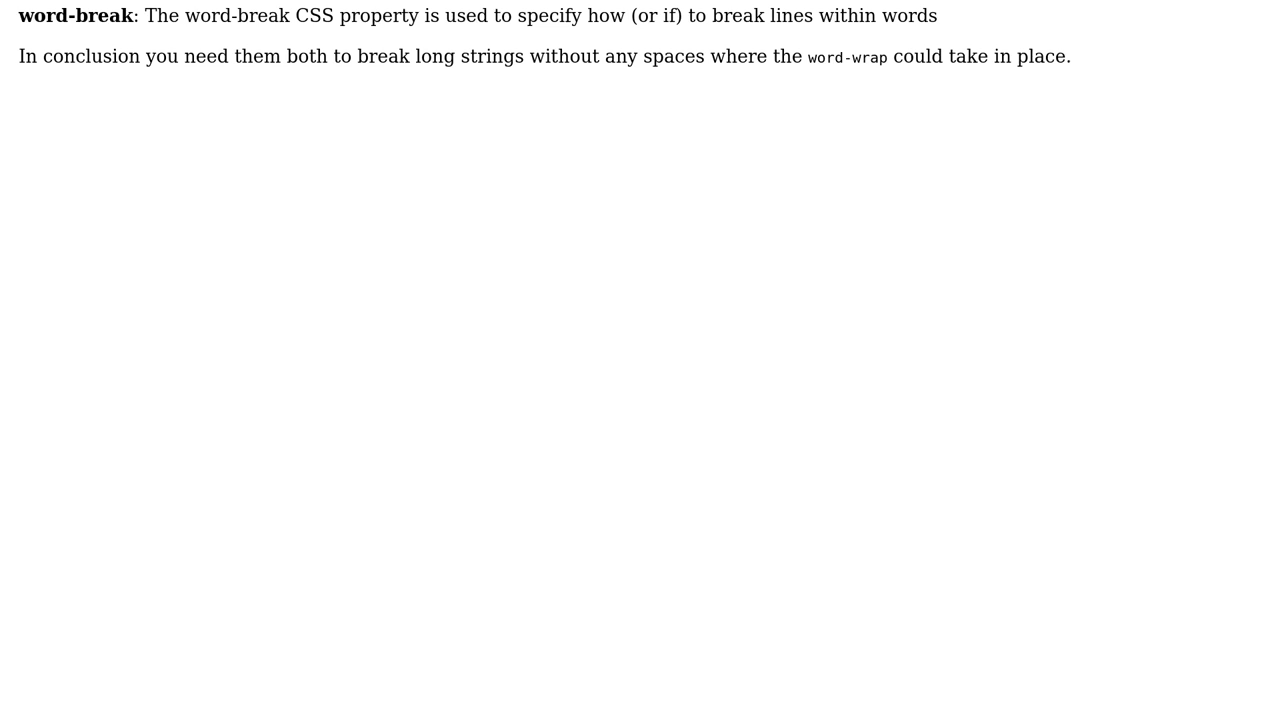 word-break: The word-break CSS property is used to specify how (or if) to break lines within words
In conclusion you need them both to break long strings without any spaces where the word-wrap could take in place.